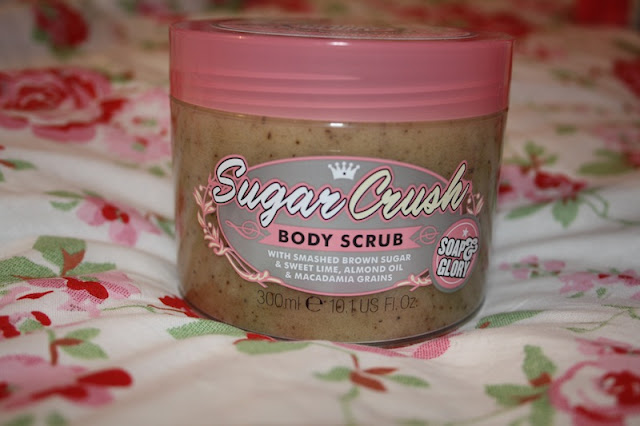 Sugar Crush™
BODY SCRUB
WITH SMASHED BROWN SUGAR
& SWEET LIME, ALMOND OIL
& MACADAMIA GRAINS
SOAP &
GLORY
300ml e 10.1 US Fl.Oz.